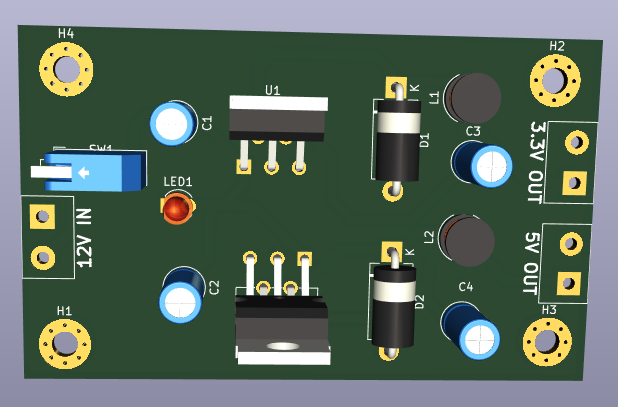 H4
H2
U1
K
L1
C1
C3
D1
3.3V OUT
SW1
LED1
12V IN
L2
5V OUT
K
C2
C4
D2
H1
H3